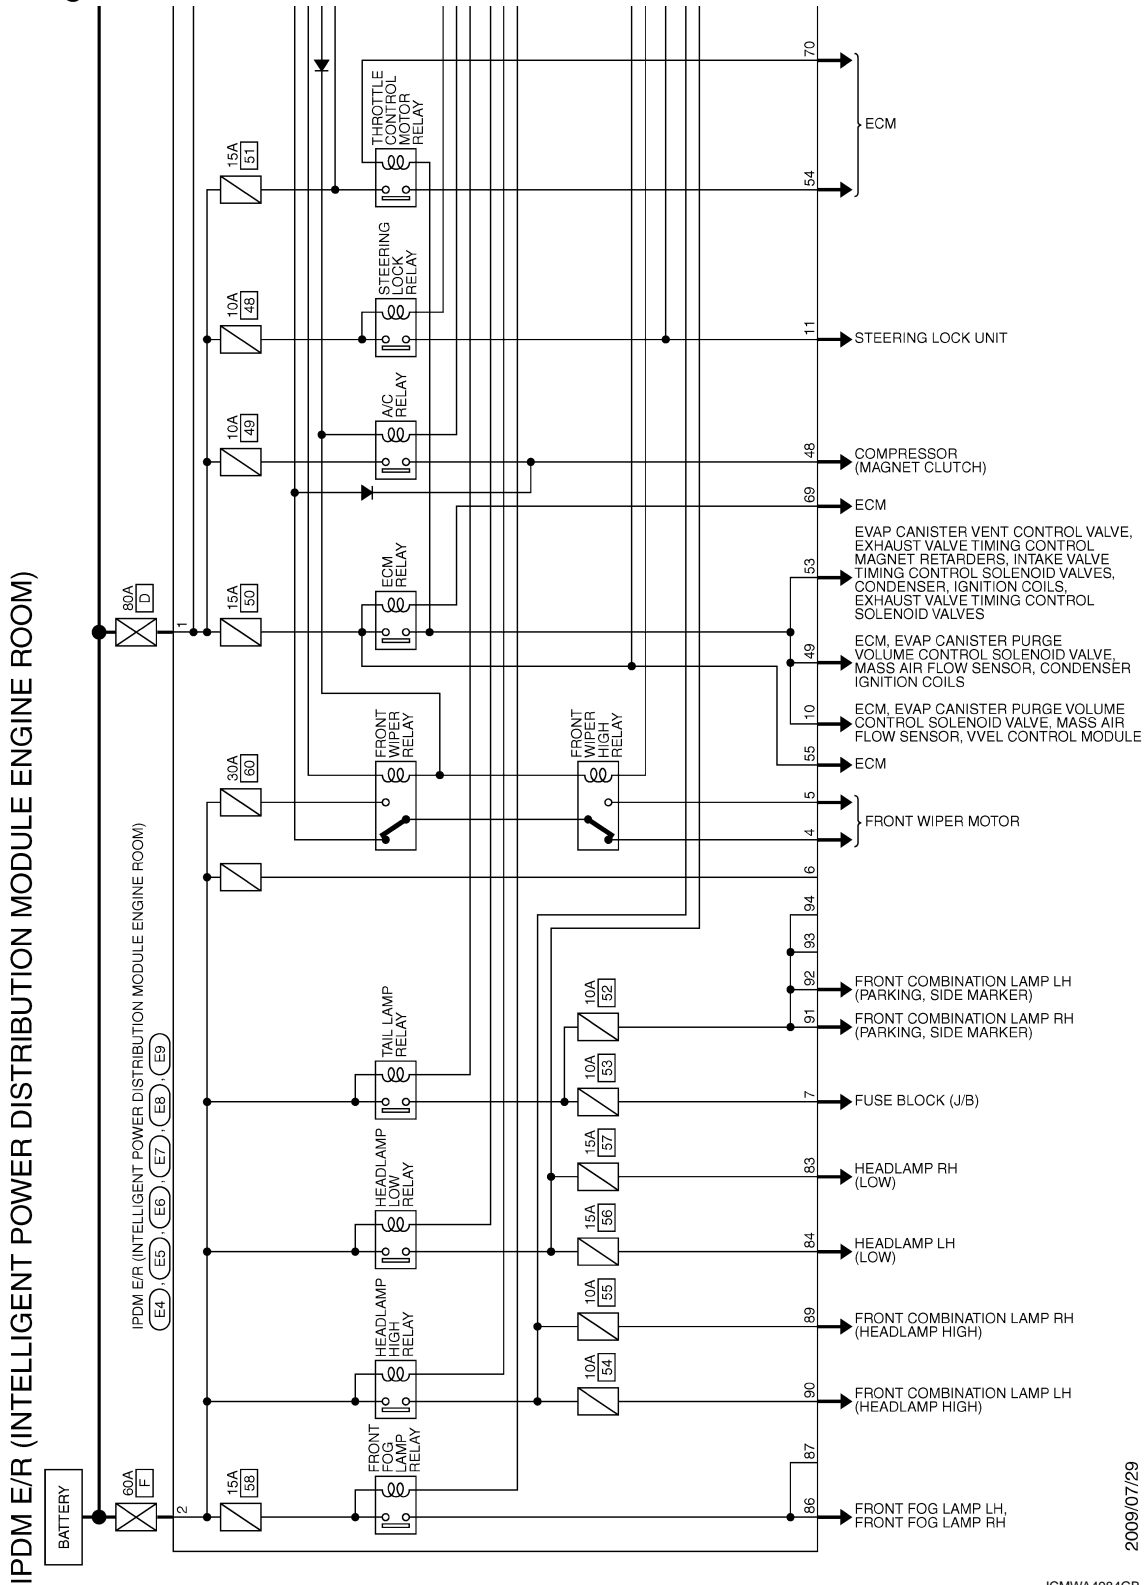 IPDM E/R (INTELLIGENT POWER DISTRIBUTION MODULE ENGINE ROOM)
BATTERY
60A
F
80A
D
2
1
IPDM E/R (INTELLIGENT POWER DISTRIBUTION MODULE ENGINE ROOM)
E4 , E5 , E6 , E7 , E8 , E9
15A
51
THROTTLE
CONTROL
MOTOR
RELAY
70
54
ECM
10A
48
STEERING
LOCK
RELAY
11
STEERING LOCK UNIT
10A
49
A/C
RELAY
48
COMPRESSOR
(MAGNET CLUTCH)
69
ECM
15A
50
ECM
RELAY
53
EVAP CANISTER VENT CONTROL VALVE,
EXHAUST VALVE TIMING CONTROL
MAGNET RETARDERS, INTAKE VALVE
TIMING CONTROL SOLENOID VALVES,
CONDENSER, IGNITION COILS,
EXHAUST VALVE TIMING CONTROL
SOLENOID VALVES
49
ECM, EVAP CANISTER PURGE
VOLUME CONTROL SOLENOID VALVE,
MASS AIR FLOW SENSOR, CONDENSER
IGNITION COILS
10
ECM, EVAP CANISTER PURGE VOLUME
CONTROL SOLENOID VALVE, MASS AIR
FLOW SENSOR, VVEL CONTROL MODULE
55
ECM
30A
60
FRONT
WIPER
RELAY
FRONT
WIPER
HIGH
RELAY
5
4
FRONT WIPER MOTOR
6
94
93
92
FRONT COMBINATION LAMP LH
(PARKING, SIDE MARKER)
10A
52
91
FRONT COMBINATION LAMP RH
(PARKING, SIDE MARKER)
TAIL LAMP
RELAY
10A
53
7
FUSE BLOCK (J/B)
15A
57
83
HEADLAMP RH
(LOW)
HEADLAMP
LOW
RELAY
15A
56
84
HEADLAMP LH
(LOW)
10A
55
89
FRONT COMBINATION LAMP RH
(HEADLAMP HIGH)
HEADLAMP
HIGH
RELAY
10A
54
90
FRONT COMBINATION LAMP LH
(HEADLAMP HIGH)
87
15A
58
FRONT
FOG
LAMP
RELAY
86
FRONT FOG LAMP LH,
FRONT FOG LAMP RH
2009/07/29